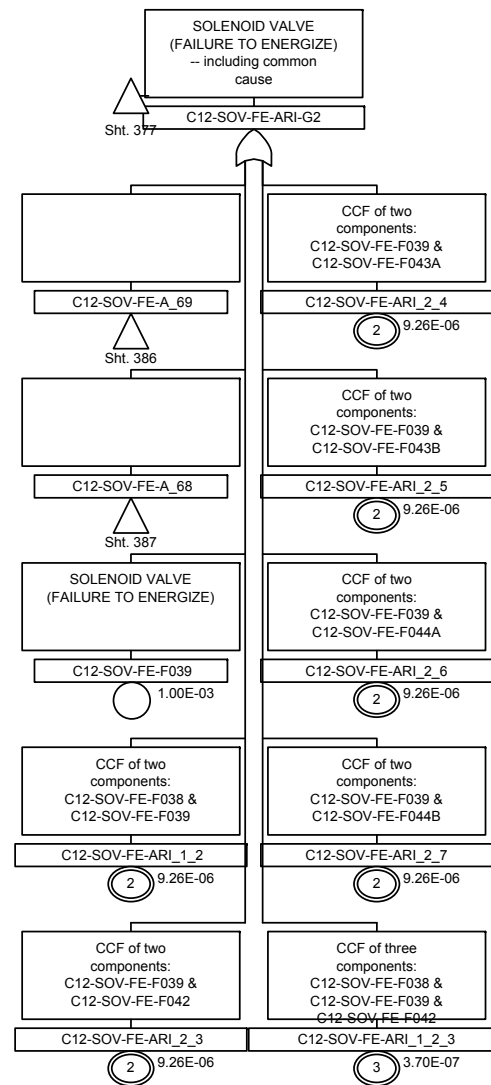 SOLENOID VALVE
(FAILURE TO ENERGIZE)
-- including common
cause
C12-SOV-FE-ARI-G2
Sht. 377
C12-SOV-FE-A_69
Sht. 386
CCF of two
components:
C12-SOV-FE-F039 &
C12-SOV-FE-F043A
C12-SOV-FE-ARI_2_4
2
9.26E-06
C12-SOV-FE-A_68
Sht. 387
CCF of two
components:
C12-SOV-FE-F039 &
C12-SOV-FE-F043B
C12-SOV-FE-ARI_2_5
2
9.26E-06
SOLENOID VALVE
(FAILURE TO ENERGIZE)
C12-SOV-FE-F039
1.00E-03
CCF of two
components:
C12-SOV-FE-F039 &
C12-SOV-FE-F044A
C12-SOV-FE-ARI_2_6
2
9.26E-06
CCF of two
components:
C12-SOV-FE-F038 &
C12-SOV-FE-F039
C12-SOV-FE-ARI_1_2
2
9.26E-06
CCF of two
components:
C12-SOV-FE-F039 &
C12-SOV-FE-F044B
C12-SOV-FE-ARI_2_7
2
9.26E-06
CCF of two
components:
C12-SOV-FE-F039 &
C12-SOV-FE-F042
C12-SOV-FE-ARI_2_3
2
9.26E-06
CCF of three
components:
C12-SOV-FE-F038 &
C12-SOV-FE-F039 &
C12-SOV-FE-F042
C12-SOV-FE-ARI_1_2_3
3
3.70E-07